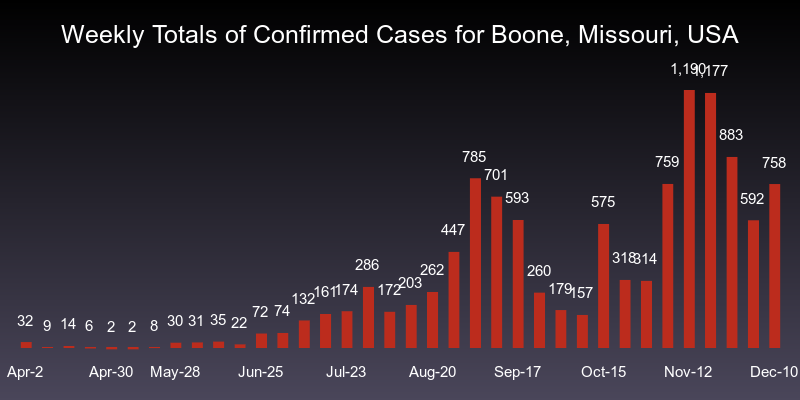 Weekly Totals of Confirmed Cases for Boone, Missouri, USA
32 9 14 6 2 2 8 30 31 35 22 72 74 132 161 174 286 172 203 262 447 785 701 593 260 179 157 575 318 314 759 1,190 1,177 883 592 758
Apr-2 Apr-30 May-28 Jun-25 Jul-23 Aug-20 Sep-17 Oct-15 Nov-12 Dec-10